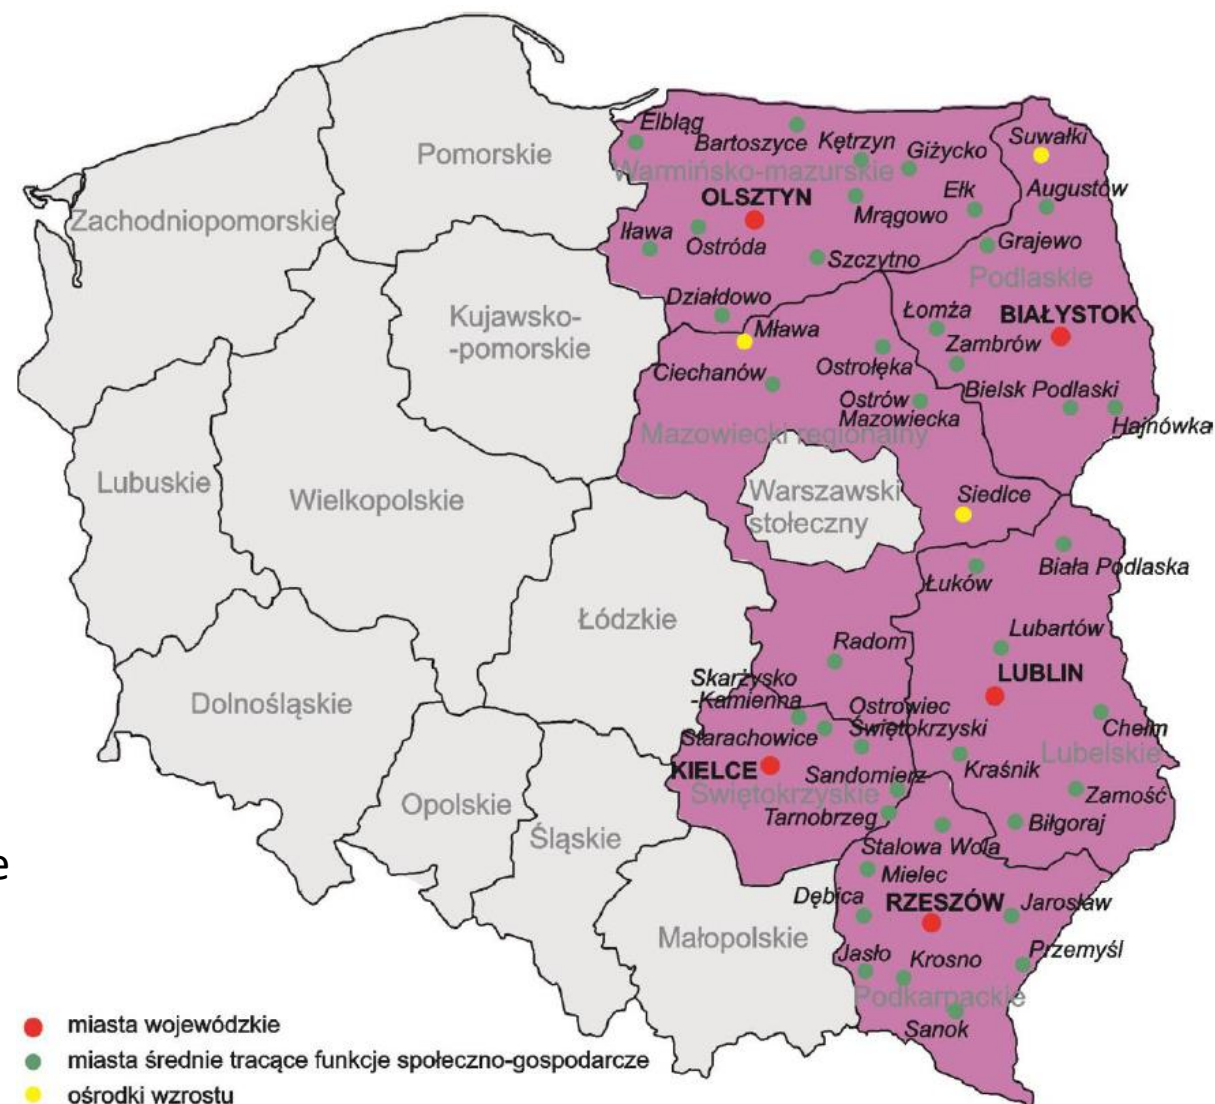 Elbląg
Bartoszyce
Kętrzyn
Giżycko
Suwałki
Pomorskie
Warmińsko-mazurskie
Ełk
Augustów
OLSZTYN
Mrągowo
Zachodniopomorskie
Iława
Ostróda
Grajewo
Szczytno
Podlaskie
Działdowo
Łomża
BIAŁYSTOK
Kujawsko-
-pomorskie
Mława
Zambrów
Ciechanów
Ostrołęka
Bielsk Podlaski
Ostrów
Mazowiecka
Hajnówka
Mazowiecki regionalny
Lubuskie
Wielkopolskie
Warszawski
stołeczny
Siedlce
Biała Podlaska
Łuków
Łódzkie
Lubartów
Radom
LUBLIN
Skarżysko
-Kamienna
Dolnośląskie
Ostrowiec
Świętokrzyski
Chełm
Starachowice
Lubelskie
KIELCE
Sandomierz
Kraśnik
Świętokrzyskie
Zamość
Opolskie
Tarnobrzeg
Biłgoraj
Śląskie
Stalowa Wola
e
Mielec
Dębica
RZESZÓW
Jarosław
Małopolskie
Jasło
Krosno
Przemyśl
Podkarpackie
Sanok
miasta wojewódzkie
miasta średnie tracące funkcje społeczno-gospodarcze
ośrodki wzrostu